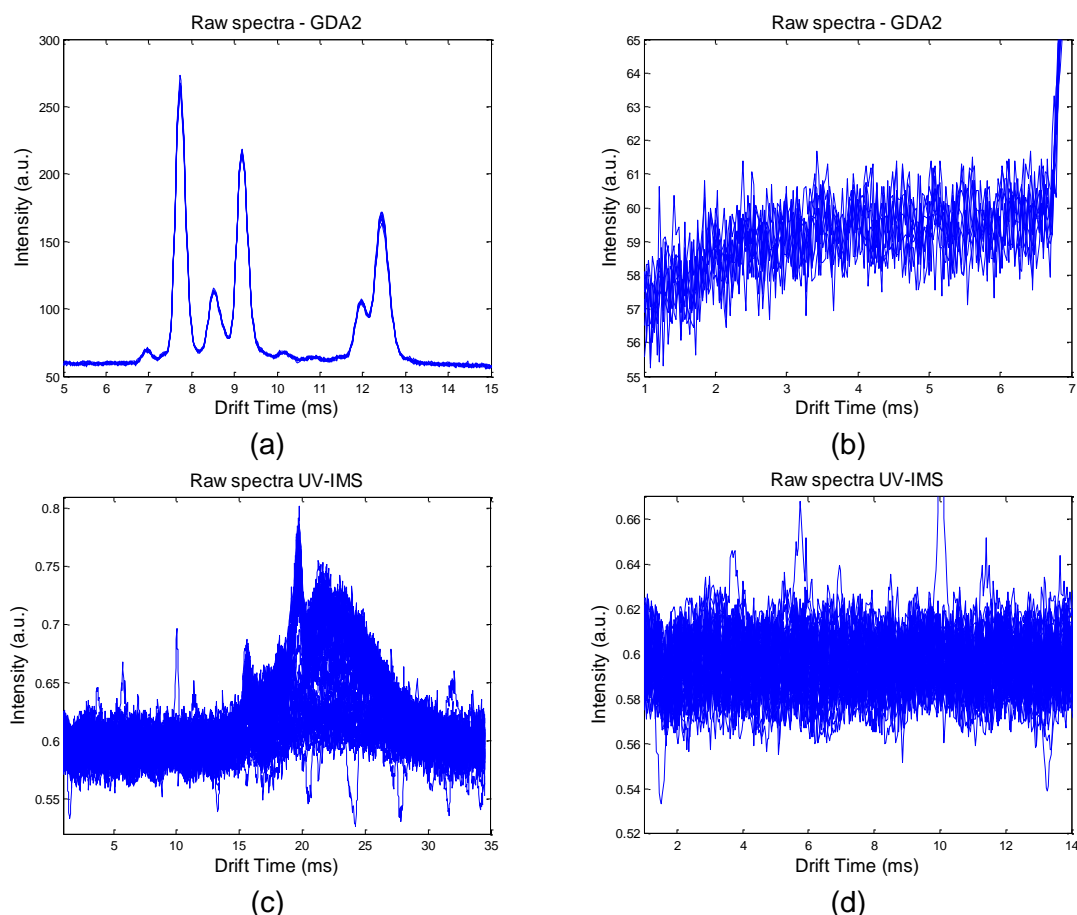 Raw spectra - GDA2
300
250
200
150
100
50
Intensity (a.u.)
5 6 7 8 9 10 11 12 13 14 15
Drift Time (ms)
(a)
Raw spectra - GDA2
65
64
63
62
61
60
59
58
57
56
55
Intensity (a.u.)
1 2 3 4 5 6 7
Drift Time (ms)
(b)
Raw spectra UV-IMS
0.8
0.75
0.7
0.65
0.6
0.55
Intensity (a.u.)
5 10 15 20 25 30 35
Drift Time (ms)
(c)
Raw spectra UV-IMS
0.66
0.64
0.62
0.6
0.58
0.56
0.54
0.52
Intensity (a.u.)
2 4 6 8 10 12 14
Drift Time (ms)
(d)